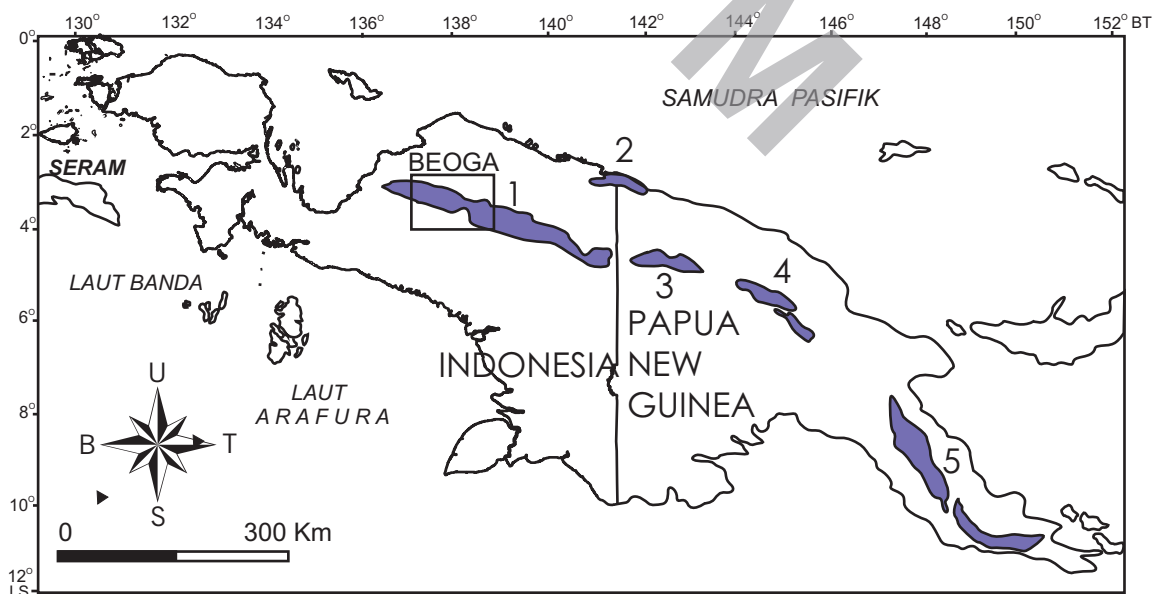 130° 132° 134° 136° 138° 140° 142° 144° 146° 148° 150° 152° BT
0°
M
SAMUDRA PASIFIK
2°
2
BEOGA
SERAM
1
4°
3
4
LAUT BANDA
6°
PAPUA
INDONESIA NEW
GUINEA
U
LAUT
ARAFURA
8°
B T
5
10°
S
0 300 Km
12°
LS